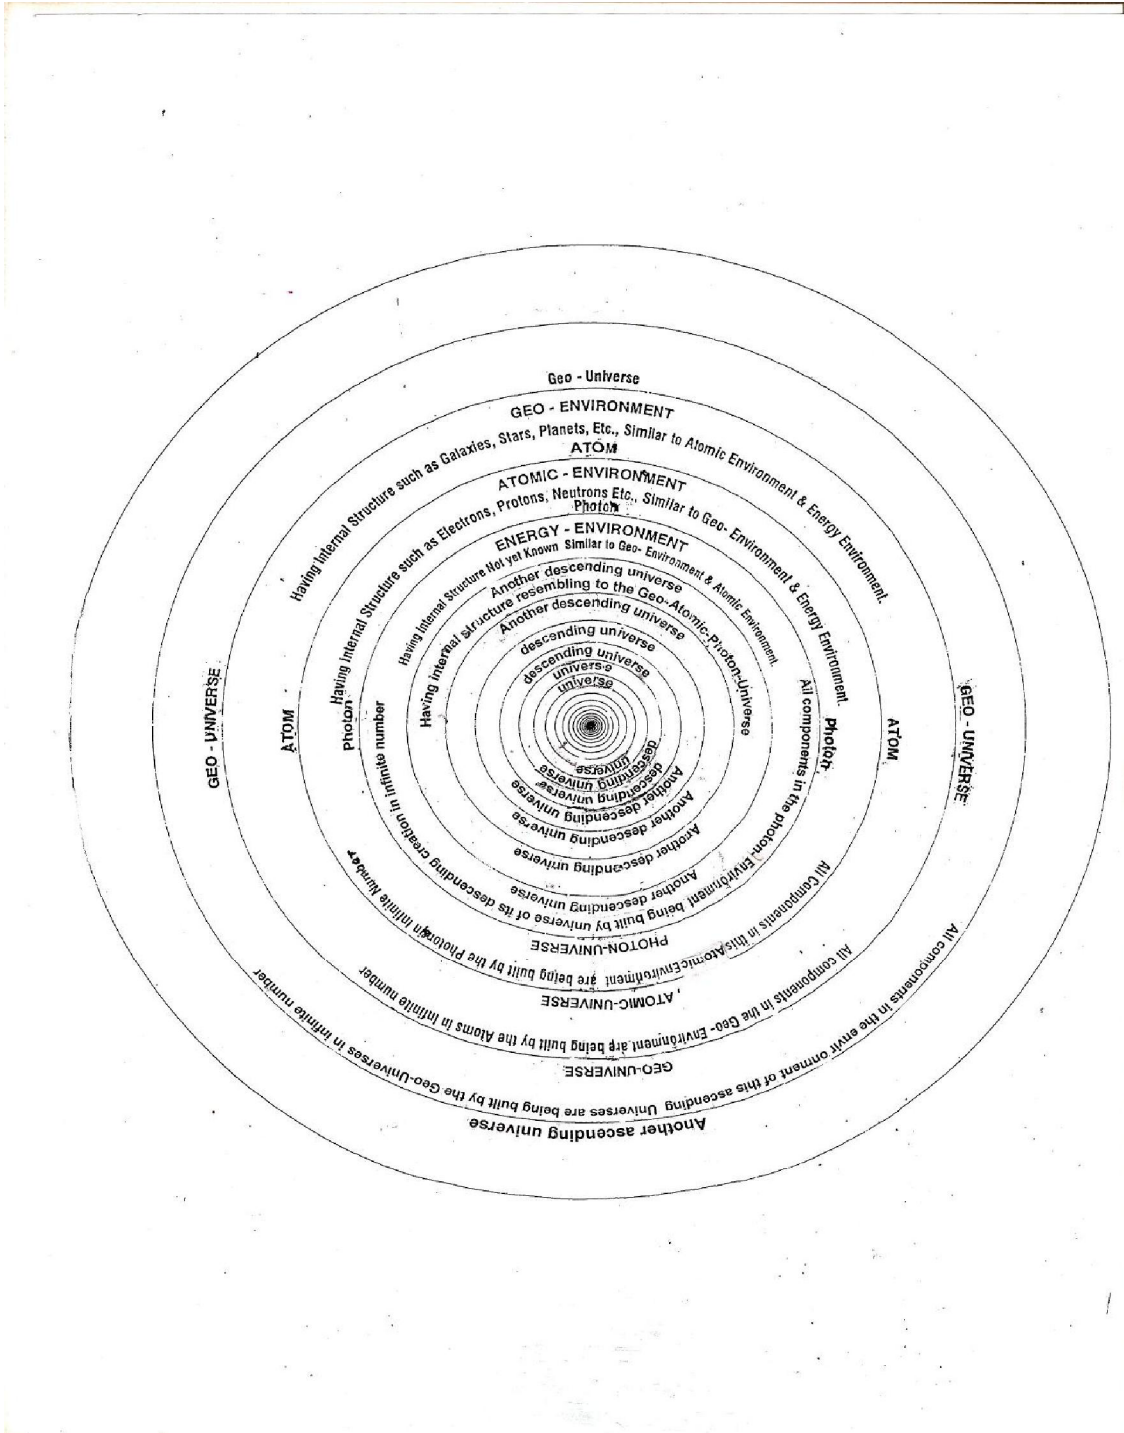 Geo - Universe
GEO - ENVIRONMENT
Having Internal Structure such as Galaxies, Stars, Planets, Etc., Similar to Atomic Environment & Energy Environment.
ATOM
ATOMIC - ENVIRONMENT
Having Internal Structure such as Electrons, Protons, Neutrons Etc., Similar to Geo- Environment & Energy Environment.
Photon
ENERGY - ENVIRONMENT
Having Internal Structure Not yet Known Similar to Geo- Environment & Atomic Environment.
Another descending universe
Having internal structure resembling to the Geo-Atomic-Photon-Universe
Another descending universe
descending universe
descending universe
universe
universe
GEO - UNIVERSE
ATOM
Photon
Photon
ATOM
GEO - UNIVERSE
universe
descending universe
descending universe
Another descending universe
Another descending universe
Another descending universe
Another descending universe
All components in the photon- Environment being built by universe of its descending creation in infinite number
PHOTON-UNIVERSE
All Components in this Atomic Environment are being built by the Photons in Infinite Number
ATOMIC-UNIVERSE
All components in the Geo- Environment are being built by the Atoms in Infinite number
GEO-UNIVERSE
All components in the envir onment of this ascending Universes are being built by the Geo-Universes in infinite number
Another ascending universe